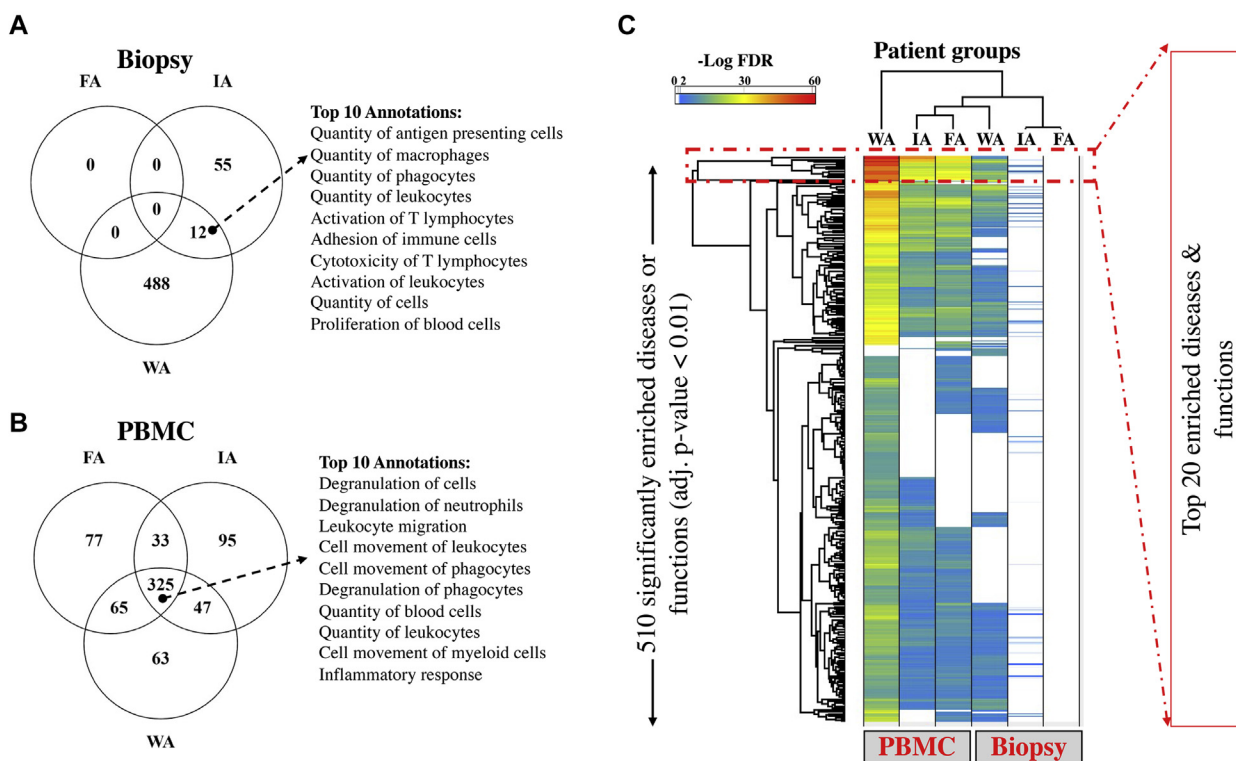 A
Biopsy
FA
IA
0
0
55
0
0
12
488
WA
Top 10 Annotations:
Quantity of antigen presenting cells
Quantity of macrophages
Quantity of phagocytes
Quantity of leukocytes
Activation of T lymphocytes
Adhesion of immune cells
Cytotoxicity of T lymphocytes
Activation of leukocytes
Quantity of cells
Proliferation of blood cells
B
PBMC
FA
IA
77
33
95
325
65
47
63
WA
Top 10 Annotations:
Degranulation of cells
Degranulation of neutrophils
Leukocyte migration
Cell movement of leukocytes
Cell movement of phagocytes
Degranulation of phagocytes
Quantity of blood cells
Quantity of leukocytes
Cell movement of myeloid cells
Inflammatory response
C
-Log FDR
0 2 30 60
Patient groups
WA IA FA WA IA FA
510 significantly enriched diseases or
functions (adj. p-value < 0.01)
PBMC Biopsy
Top 20 enriched diseases &
functions